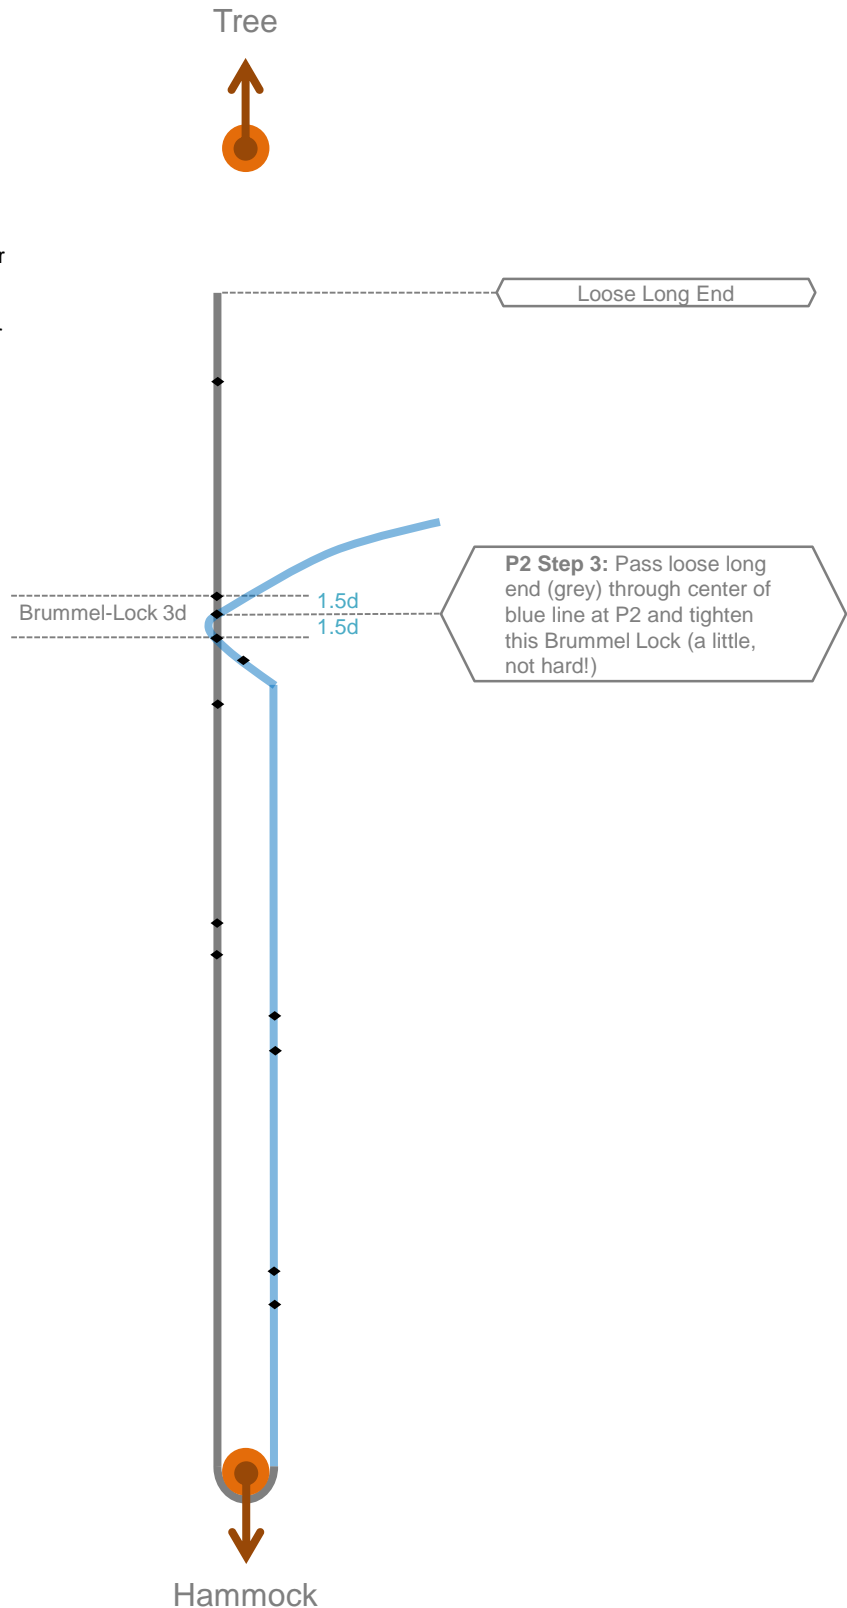 Tree
r
Loose Long End
P2 Step 3: Pass loose long
end (grey) through center of
blue line at P2 and tighten
this Brummel Lock (a little,
not hard!)
1.5d
Brummel-Lock 3d
1.5d
Hammock